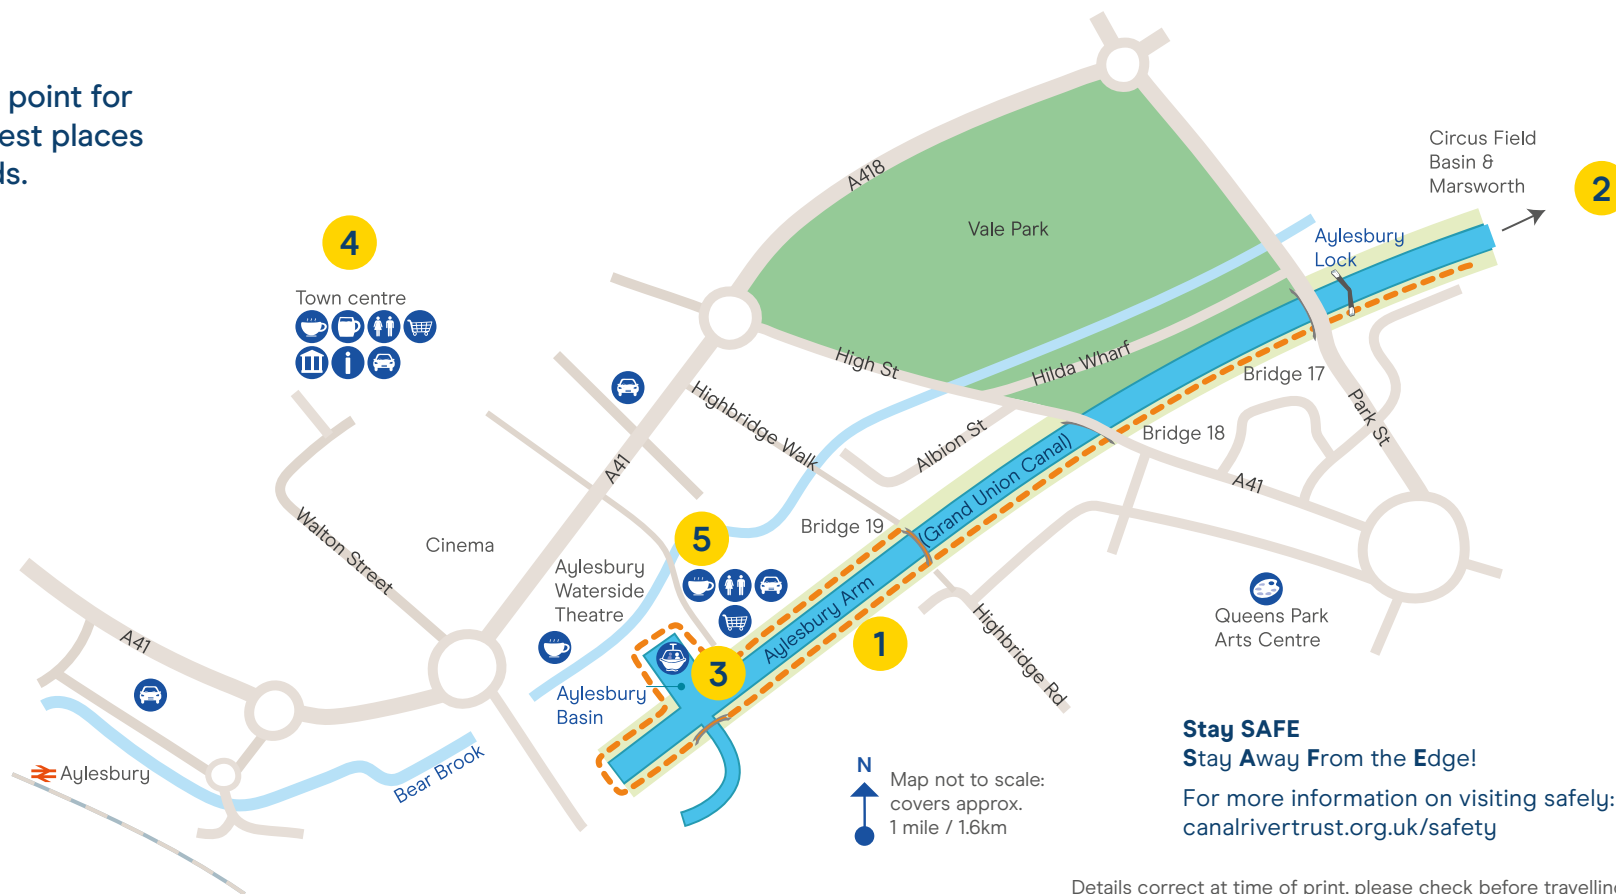 point for
est places
ds.
4
Town centre
A418
Vale Park
Circus Field
Basin &
Marsworth
2
Aylesbury
Lock
High St
Hilda Wharf
Bridge 17
Highbridge Walk
Albion St
Bridge 18
Park St
A41
A41
Walton Street
Cinema
5
Bridge 19
(Grand Union Canal)
Aylesbury
Waterside
Theatre
Aylesbury Arm
1
Highbridge Rd
Queens Park
Arts Centre
A41
3
Aylesbury
Basin
Aylesbury
Bear Brook
N
Map not to scale:
covers approx.
1 mile / 1.6km
Stay SAFE
Stay Away From the Edge!
For more information on visiting safely:
canalrivertrust.org.uk/safety
Details correct at time of print, please check before travelling